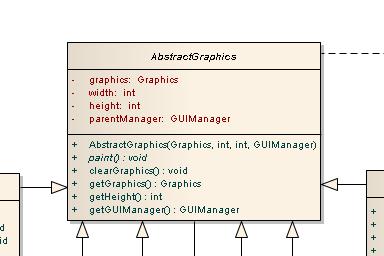 AbstractGraphics
- graphics: Graphics
- width: int
- height: int
- parentManager: GUIManager
+ AbstractGraphics(Graphics, int, int, GUIManager)
+ paint() : void
+ clearGraphics() : void
+ getGraphics() : Graphics
+ getHeight() : int
+ getGUIManager() : GUIManager
d
id
+
+
+
+